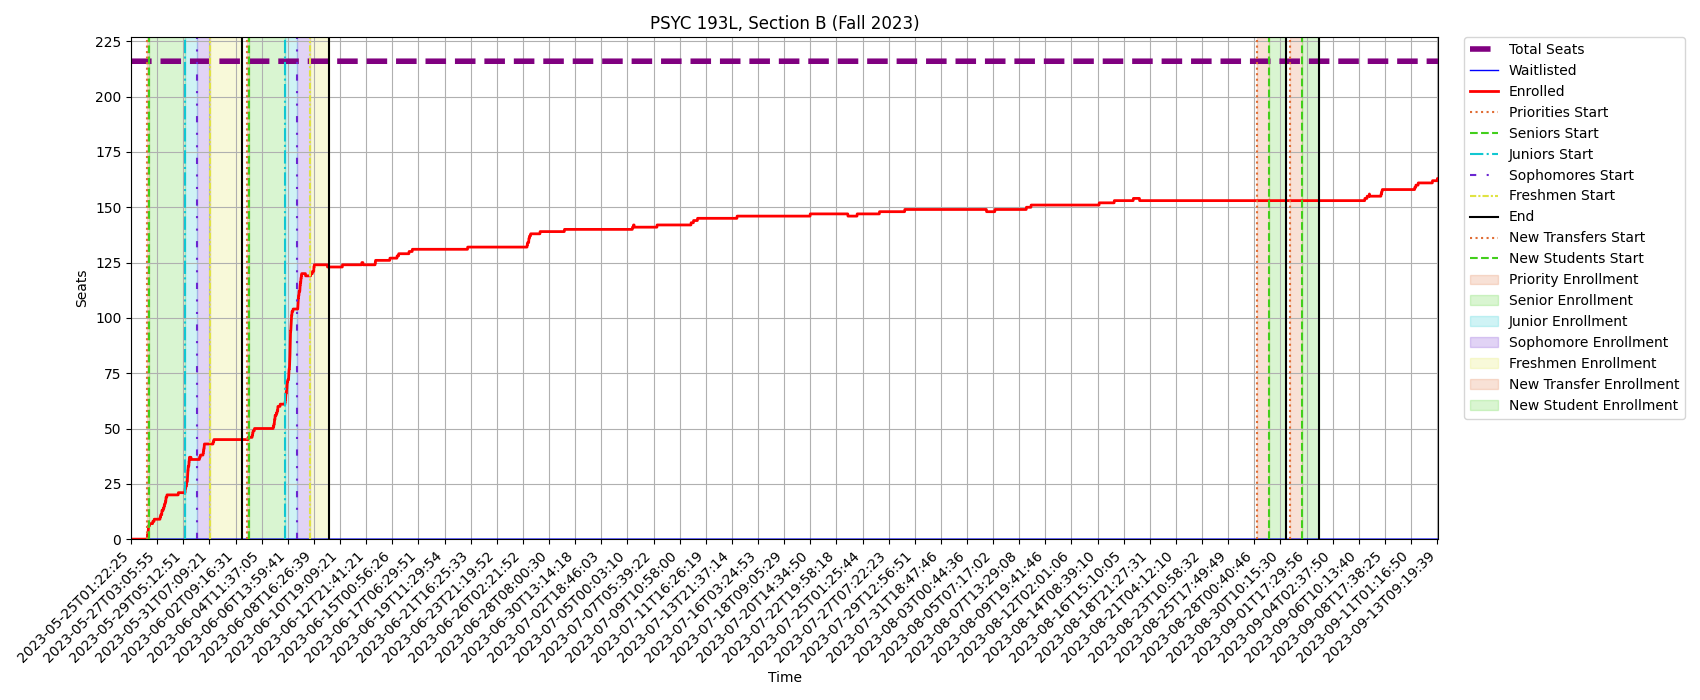 PSYC 193L, Section B (Fall 2023)
225
200
175
150
125
100
75
50
25
0
Seats
2023-05-25T01:22:25
2023-05-27T03:05:55
2023-05-29T05:12:51
2023-05-31T07:09:21
2023-06-02T09:16:31
2023-06-04T11:37:05
2023-06-06T13:59:41
2023-06-08T16:26:39
2023-06-10T19:09:21
2023-06-12T21:41:21
2023-06-15T00:56:26
2023-06-17T06:29:51
2023-06-19T11:29:54
2023-06-21T16:25:33
2023-06-23T21:19:52
2023-06-26T02:21:52
2023-06-28T08:00:30
2023-06-30T13:14:18
2023-07-02T18:46:03
2023-07-05T00:03:10
2023-07-07T05:39:22
2023-07-09T10:58:00
2023-07-11T16:26:19
2023-07-13T21:37:14
2023-07-16T03:24:53
2023-07-18T09:05:29
2023-07-20T14:34:50
2023-07-22T19:58:18
2023-07-25T01:25:44
2023-07-27T07:22:23
2023-07-29T12:56:51
2023-07-31T18:47:46
2023-08-03T00:44:36
2023-08-05T07:17:02
2023-08-07T13:29:08
2023-08-09T19:41:46
2023-08-12T02:01:06
2023-08-14T08:39:10
2023-08-16T15:10:05
2023-08-18T21:27:31
2023-08-21T04:12:10
2023-08-23T10:58:32
2023-08-25T17:49:49
2023-08-28T00:40:46
2023-08-30T10:15:30
2023-09-01T17:29:56
2023-09-04T02:37:50
2023-09-06T10:13:40
2023-09-08T17:38:25
2023-09-11T01:16:50
2023-09-13T09:19:39
Time
Total Seats
Waitlisted
Enrolled
Priorities Start
Seniors Start
Juniors Start
Sophomores Start
Freshmen Start
End
New Transfers Start
New Students Start
Priority Enrollment
Senior Enrollment
Junior Enrollment
Sophomore Enrollment
Freshmen Enrollment
New Transfer Enrollment
New Student Enrollment